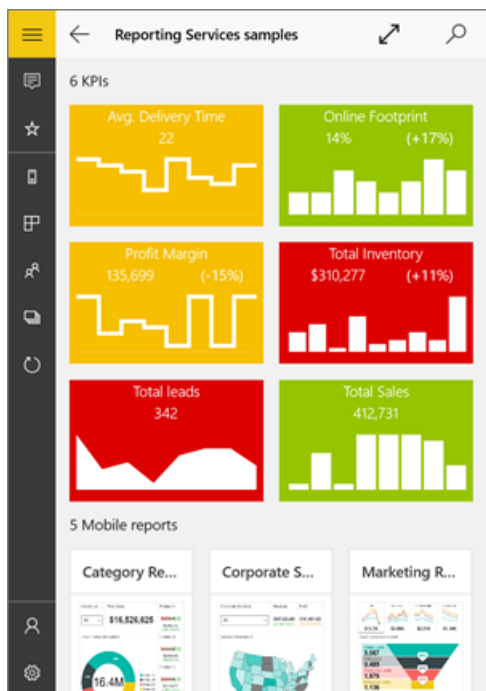 Reporting Services samples
6 KPIs
Avg. Delivery Time
22
Online Footprint
14% (+17%)
Profit Margin
135,699 (-15%)
Total Inventory
$310,277 (+11%)
Total leads
342
Total Sales
412,731
5 Mobile reports
Category Re...
Corporate S...
Marketing R...
$16,526,625
16.4M